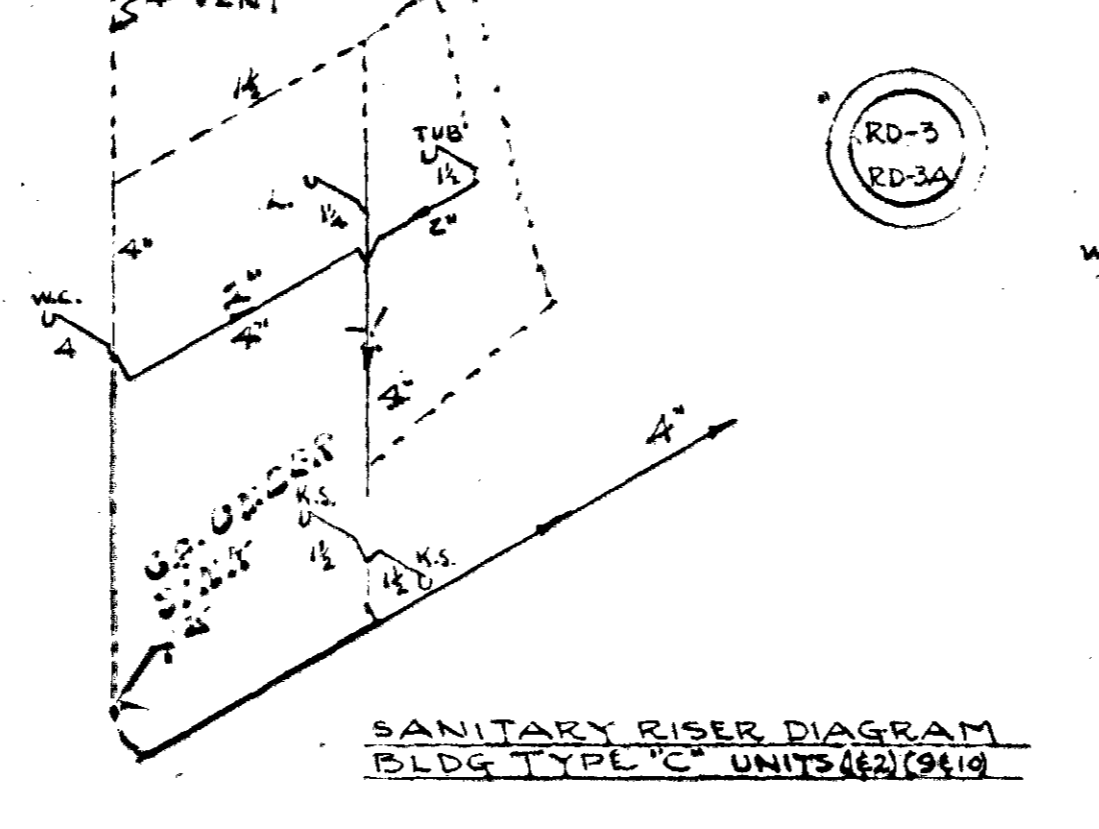 VENT
1½
TUB
1½
RD-3
RD-3A
L.
1¼
2"
4"
W.C.
4
2"
4"
4"
K.S.
1½
K.S.
1½
SANITARY RISER DIAGRAM
BLDG TYPE "C" UNITS (1&2) (9&10)